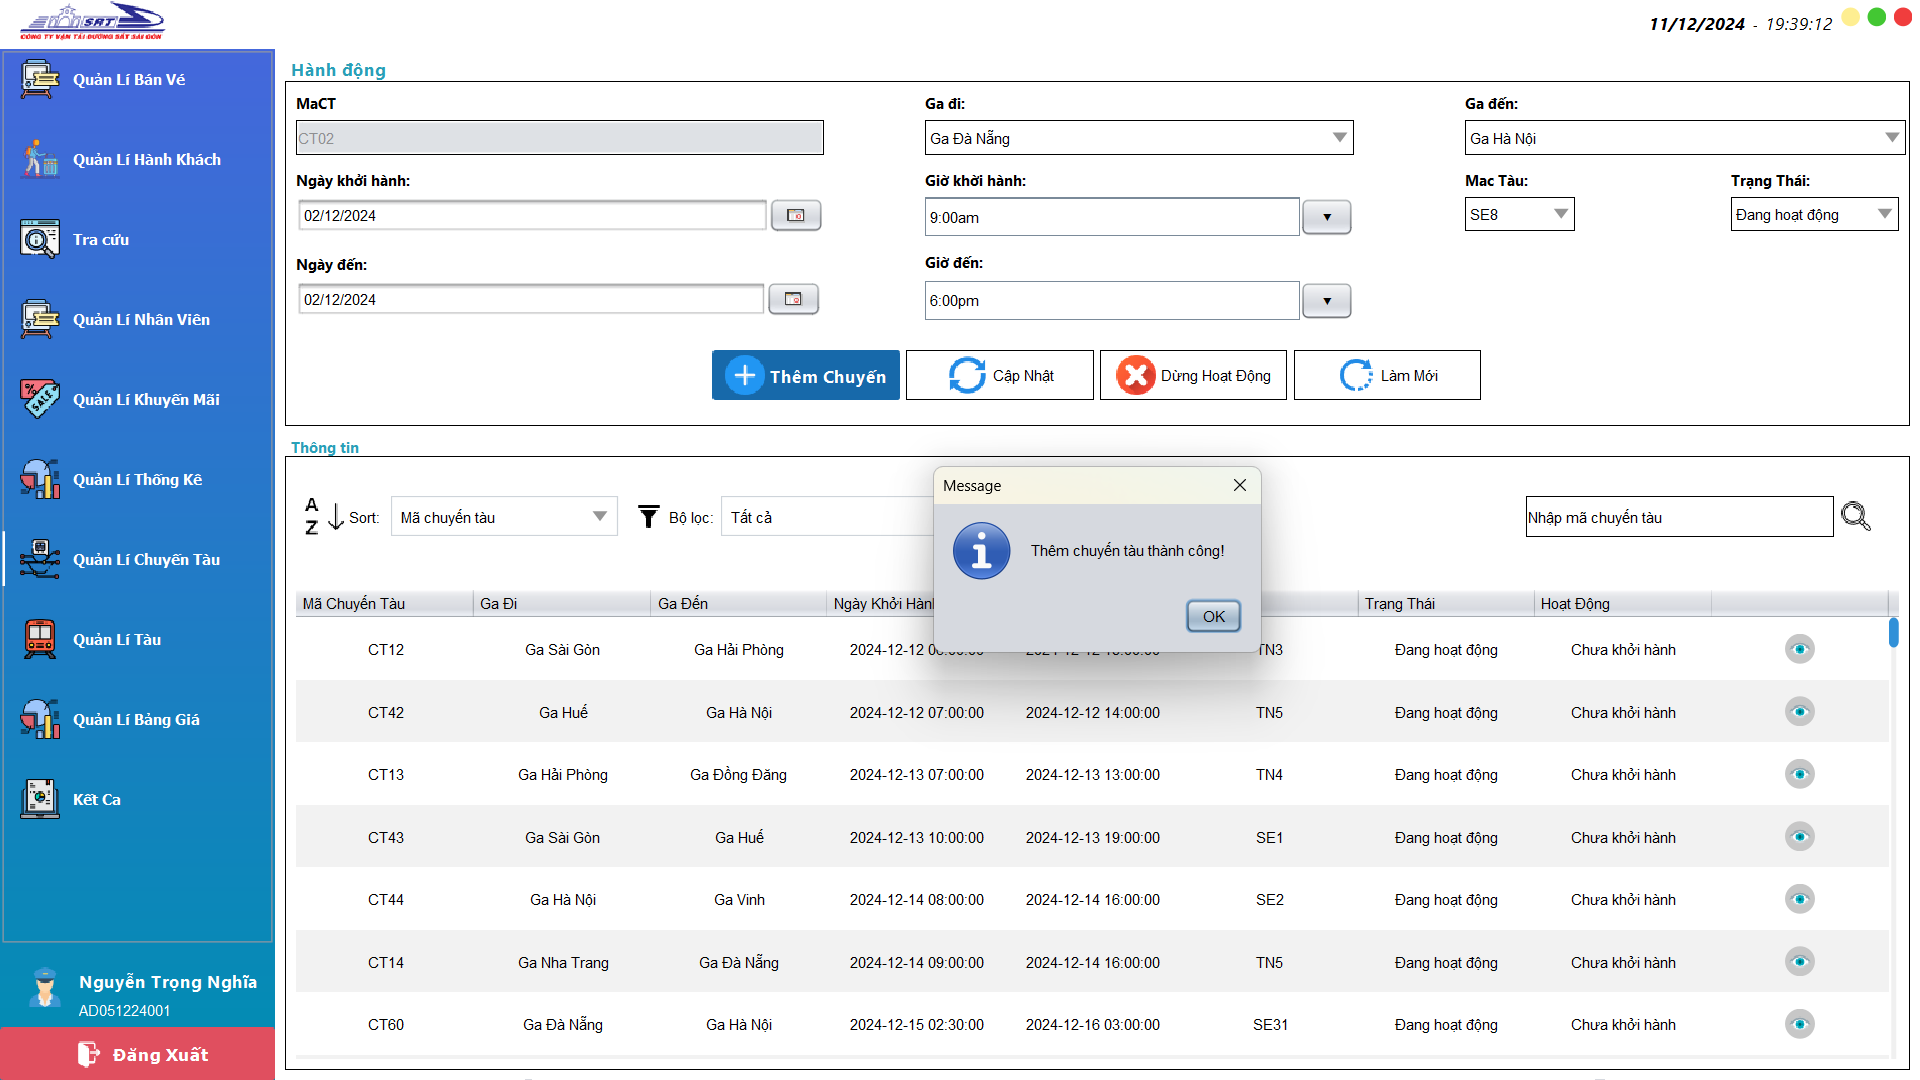 SRT
CÔNG TY VẬN TẢI ĐƯỜNG SẮT SÀI GÒN
11/12/2024 - 19:39:12
Quản Lí Bán Vé
Quản Lí Hành Khách
Tra cứu
Quản Lí Nhân Viên
Quản Lí Khuyến Mãi
Quản Lí Thống Kê
Quản Lí Chuyến Tàu
Quản Lí Tàu
Quản Lí Bảng Giá
Kết Ca
Nguyễn Trọng Nghĩa
AD051224001
Đăng Xuất
Hành động
MaCT
Ga đi:
Ga đến:
CT02
Ga Đà Nẵng
Ga Hà Nội
Ngày khởi hành:
Giờ khởi hành:
Mac Tàu:
Trạng Thái:
02/12/2024
9:00am
SE8
Đang hoạt động
Ngày đến:
Giờ đến:
02/12/2024
6:00pm
Thêm Chuyến
Cập Nhật
Dừng Hoạt Động
Làm Mới
Thông tin
A
Z
Sort:
Mã chuyến tàu
Bộ lọc:
Tất cả
Nhập mã chuyến tàu
Message
SALE
Thêm chuyến tàu thành công!
OK
Mã Chuyến Tàu Ga Đi Ga Đến Ngày Khởi Hành Trạng Thái Hoạt Động
CT12 Ga Sài Gòn Ga Hải Phòng 2024-12-12 TN3 Đang hoạt động Chưa khởi hành
CT42 Ga Huế Ga Hà Nội 2024-12-12 07:00:00 2024-12-12 14:00:00 TN5 Đang hoạt động Chưa khởi hành
CT13 Ga Hải Phòng Ga Đồng Đăng 2024-12-13 07:00:00 2024-12-13 13:00:00 TN4 Đang hoạt động Chưa khởi hành
CT43 Ga Sài Gòn Ga Huế 2024-12-13 10:00:00 2024-12-13 19:00:00 SE1 Đang hoạt động Chưa khởi hành
CT44 Ga Hà Nội Ga Vinh 2024-12-14 08:00:00 2024-12-14 16:00:00 SE2 Đang hoạt động Chưa khởi hành
CT14 Ga Nha Trang Ga Đà Nẵng 2024-12-14 09:00:00 2024-12-14 16:00:00 TN5 Đang hoạt động Chưa khởi hành
CT60 Ga Đà Nẵng Ga Hà Nội 2024-12-15 02:30:00 2024-12-16 03:00:00 SE31 Đang hoạt động Chưa khởi hành